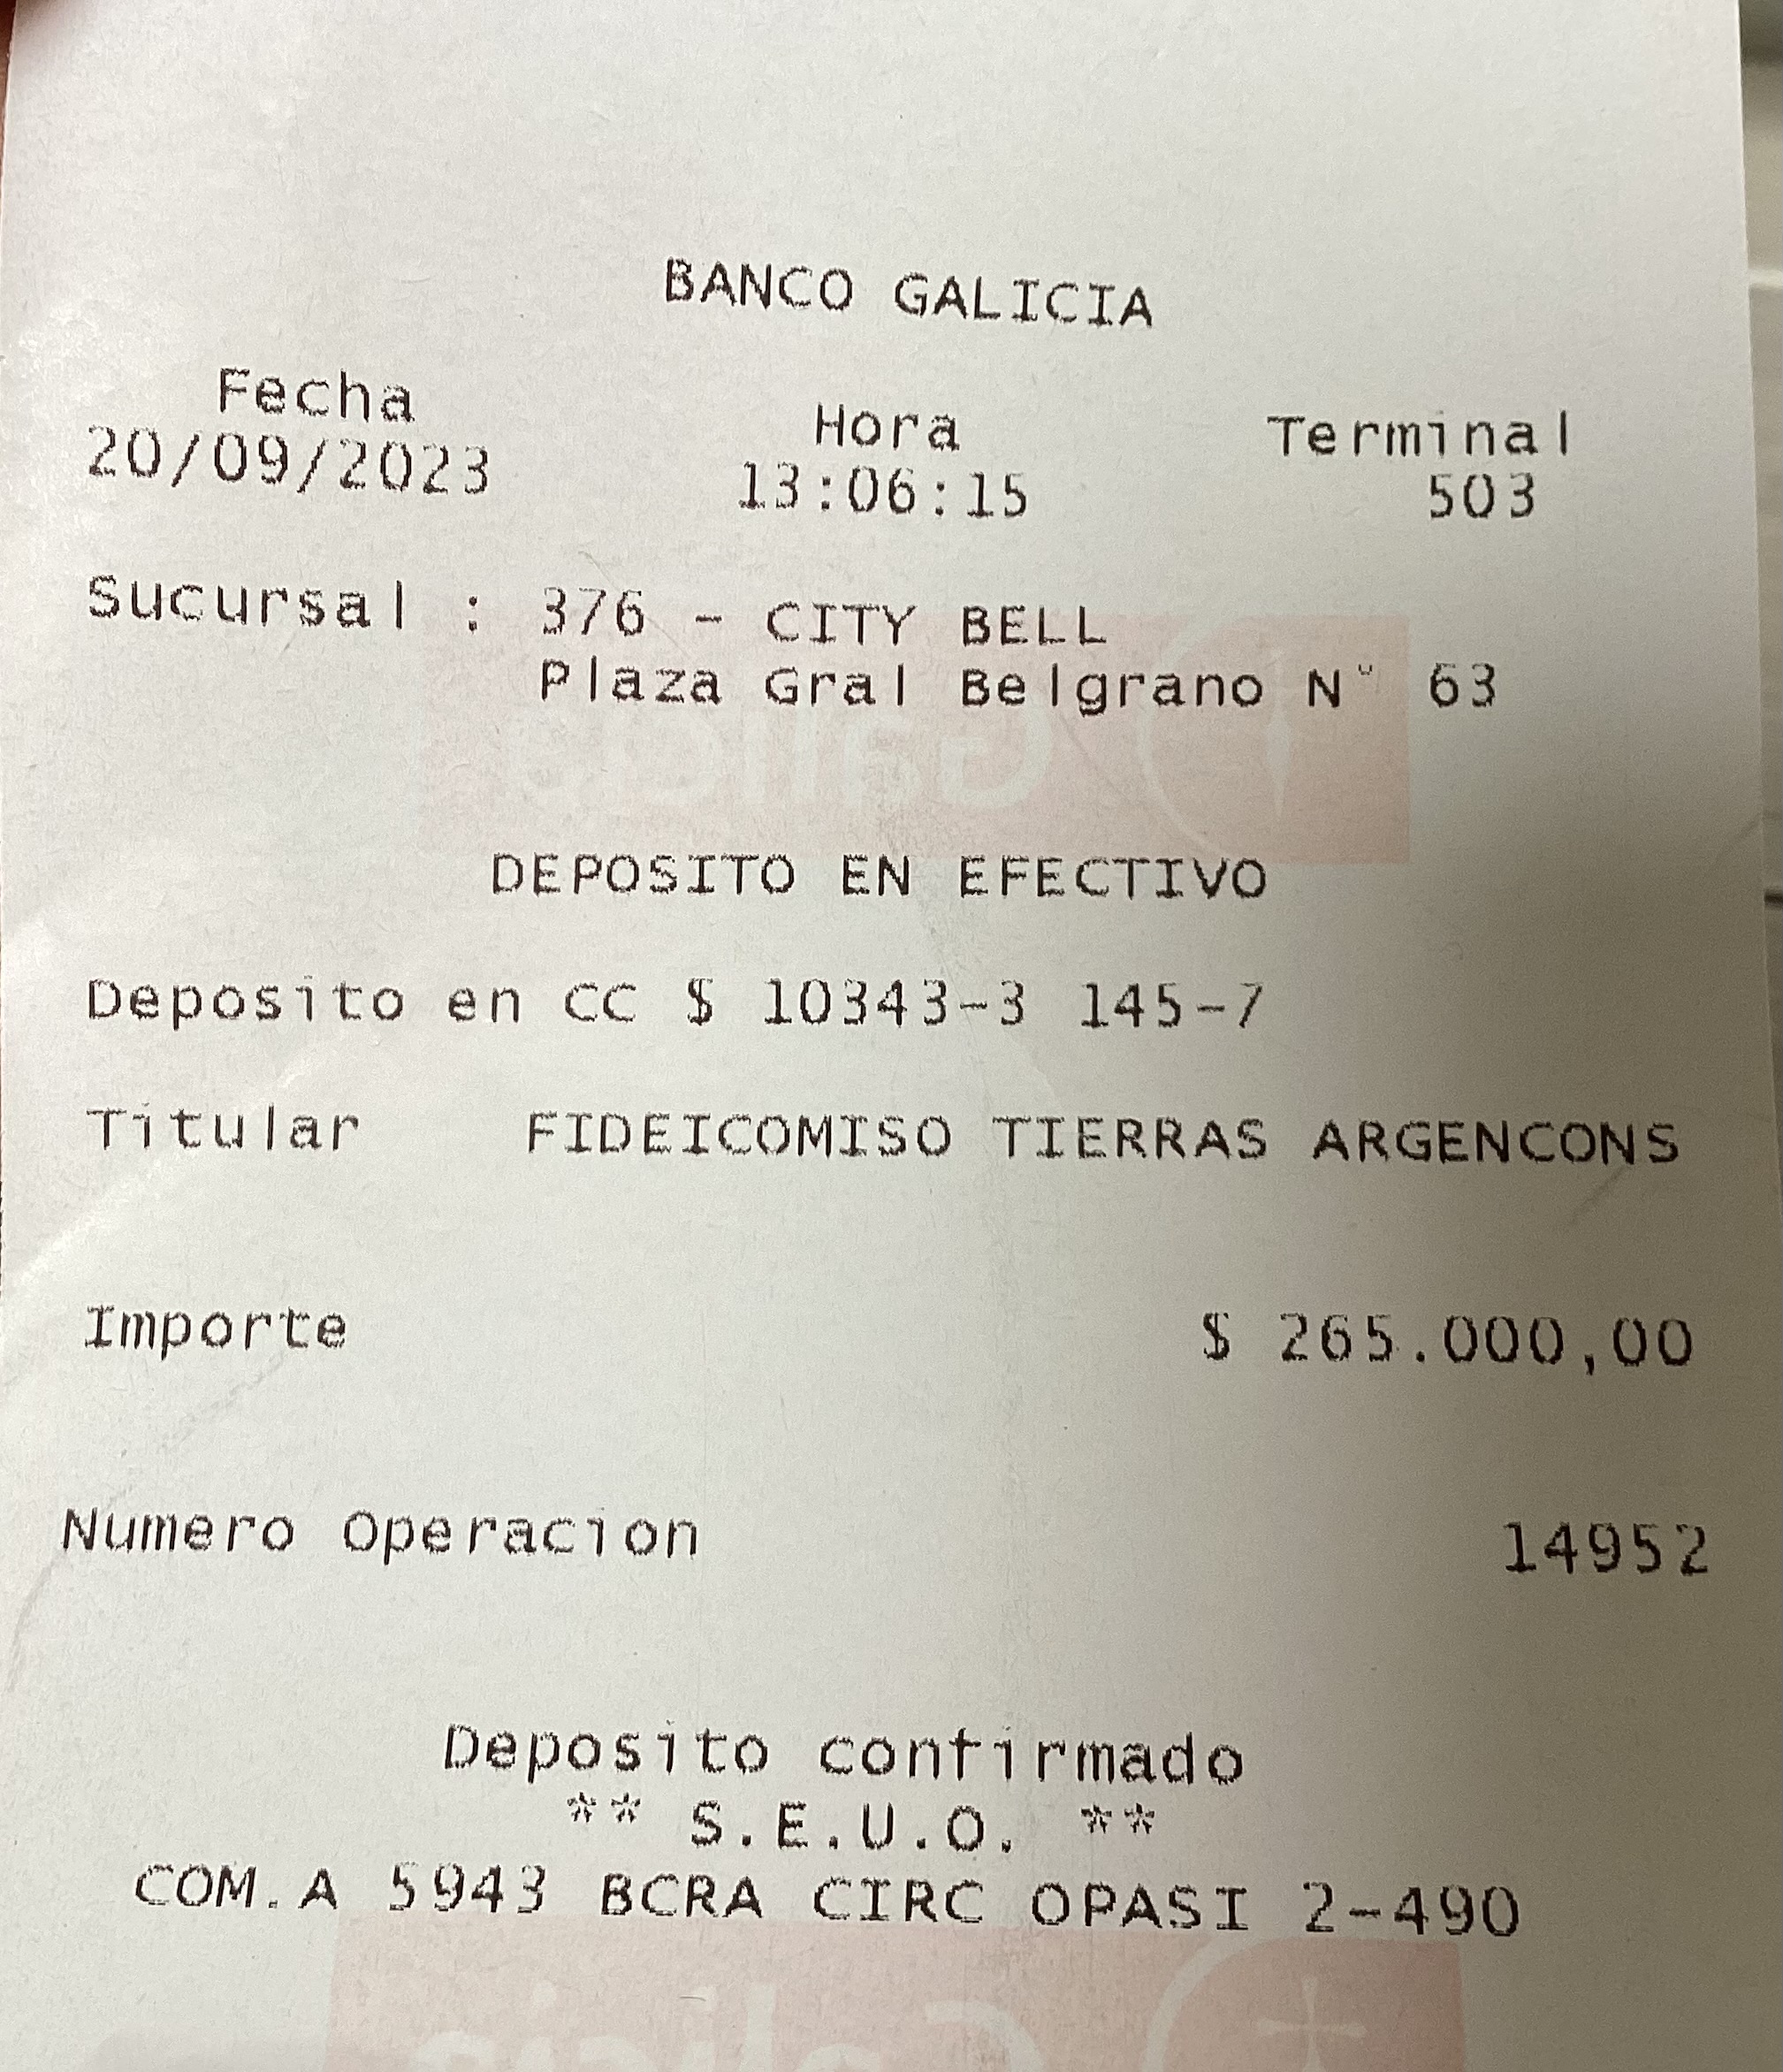 BANCO GALICIA
Fecha Hora Terminal
20/09/2023 13:06:15 503
Sucursal : 376 - CITY BELL
Plaza Gral Belgrano N° 63
Galicia
DEPOSITO EN EFECTIVO
Deposito en CC $ 10343-3 145-7
Titular FIDEICOMISO TIERRAS ARGENCONS
Importe $ 265.000,00
Numero Operacion 14952
Deposito confirmado
** S.E.U.O. **
COM.A 5943 BCRA CIRC OPASI 2-490
Galicia